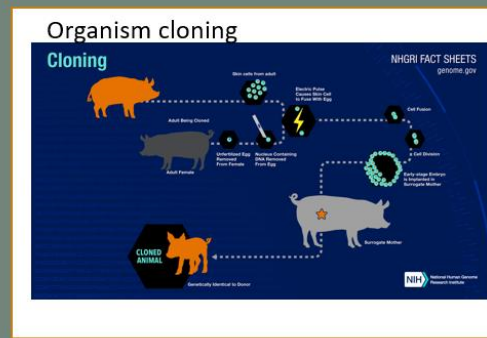 Organism cloning
Cloning
NHGRI FACT SHEETS
genome.gov
Skin cells from adult
Electric Pulse
Causes Skin Cell
to Fuse With Egg
Cell Fusion
Adult Being Cloned
Unfertilized Egg
Removed
From Female
Nucleus Containing
DNA Removed
From Egg
Adult Female
Cell Division
Early-stage Embryo
is Implanted in
Surrogate Mother
Surrogate Mother
CLONED
ANIMAL
Genetically Identical to Donor
NIH
National Human Genome
Research Institute